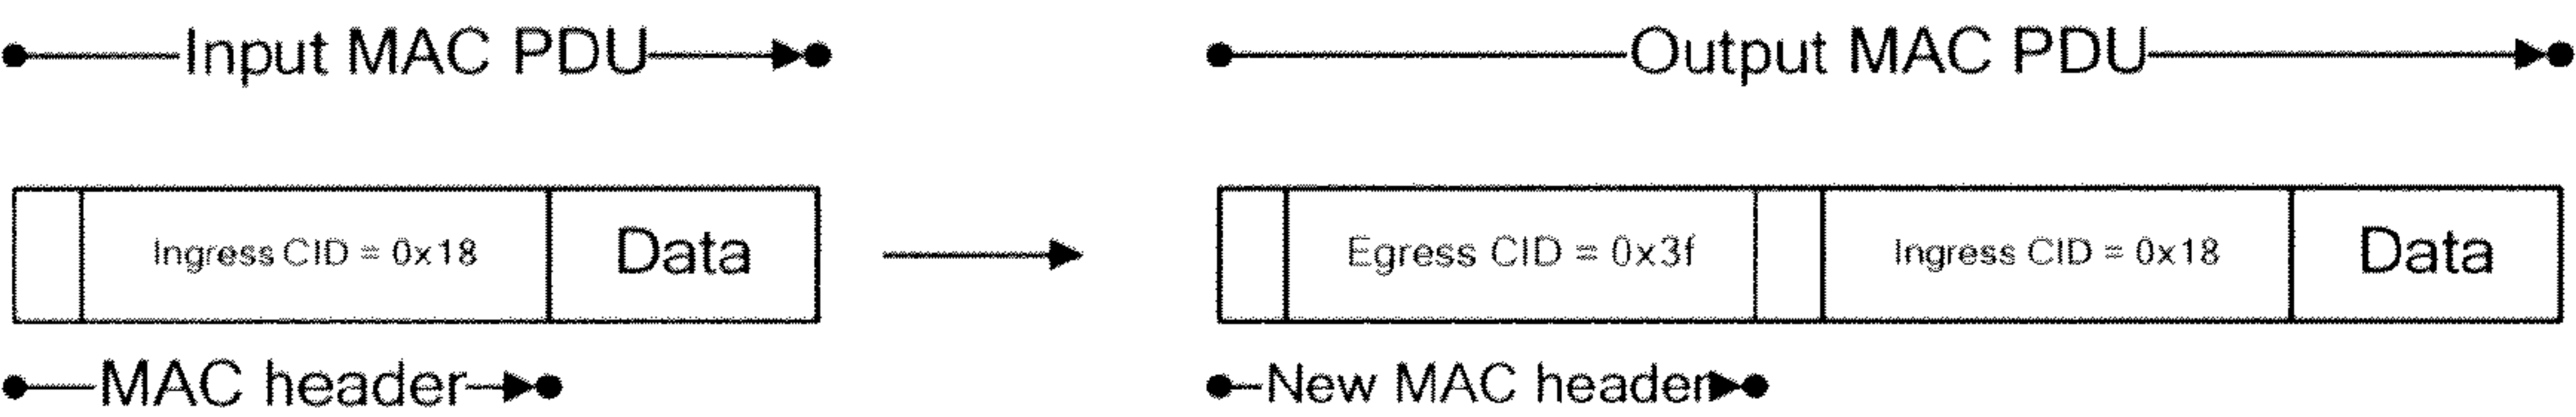 Input MAC PDU Output MAC PDU
Ingress CID = 0x18 Data Egress CID = 0x3f Ingress CID = 0x18 Data
MAC header New MAC header